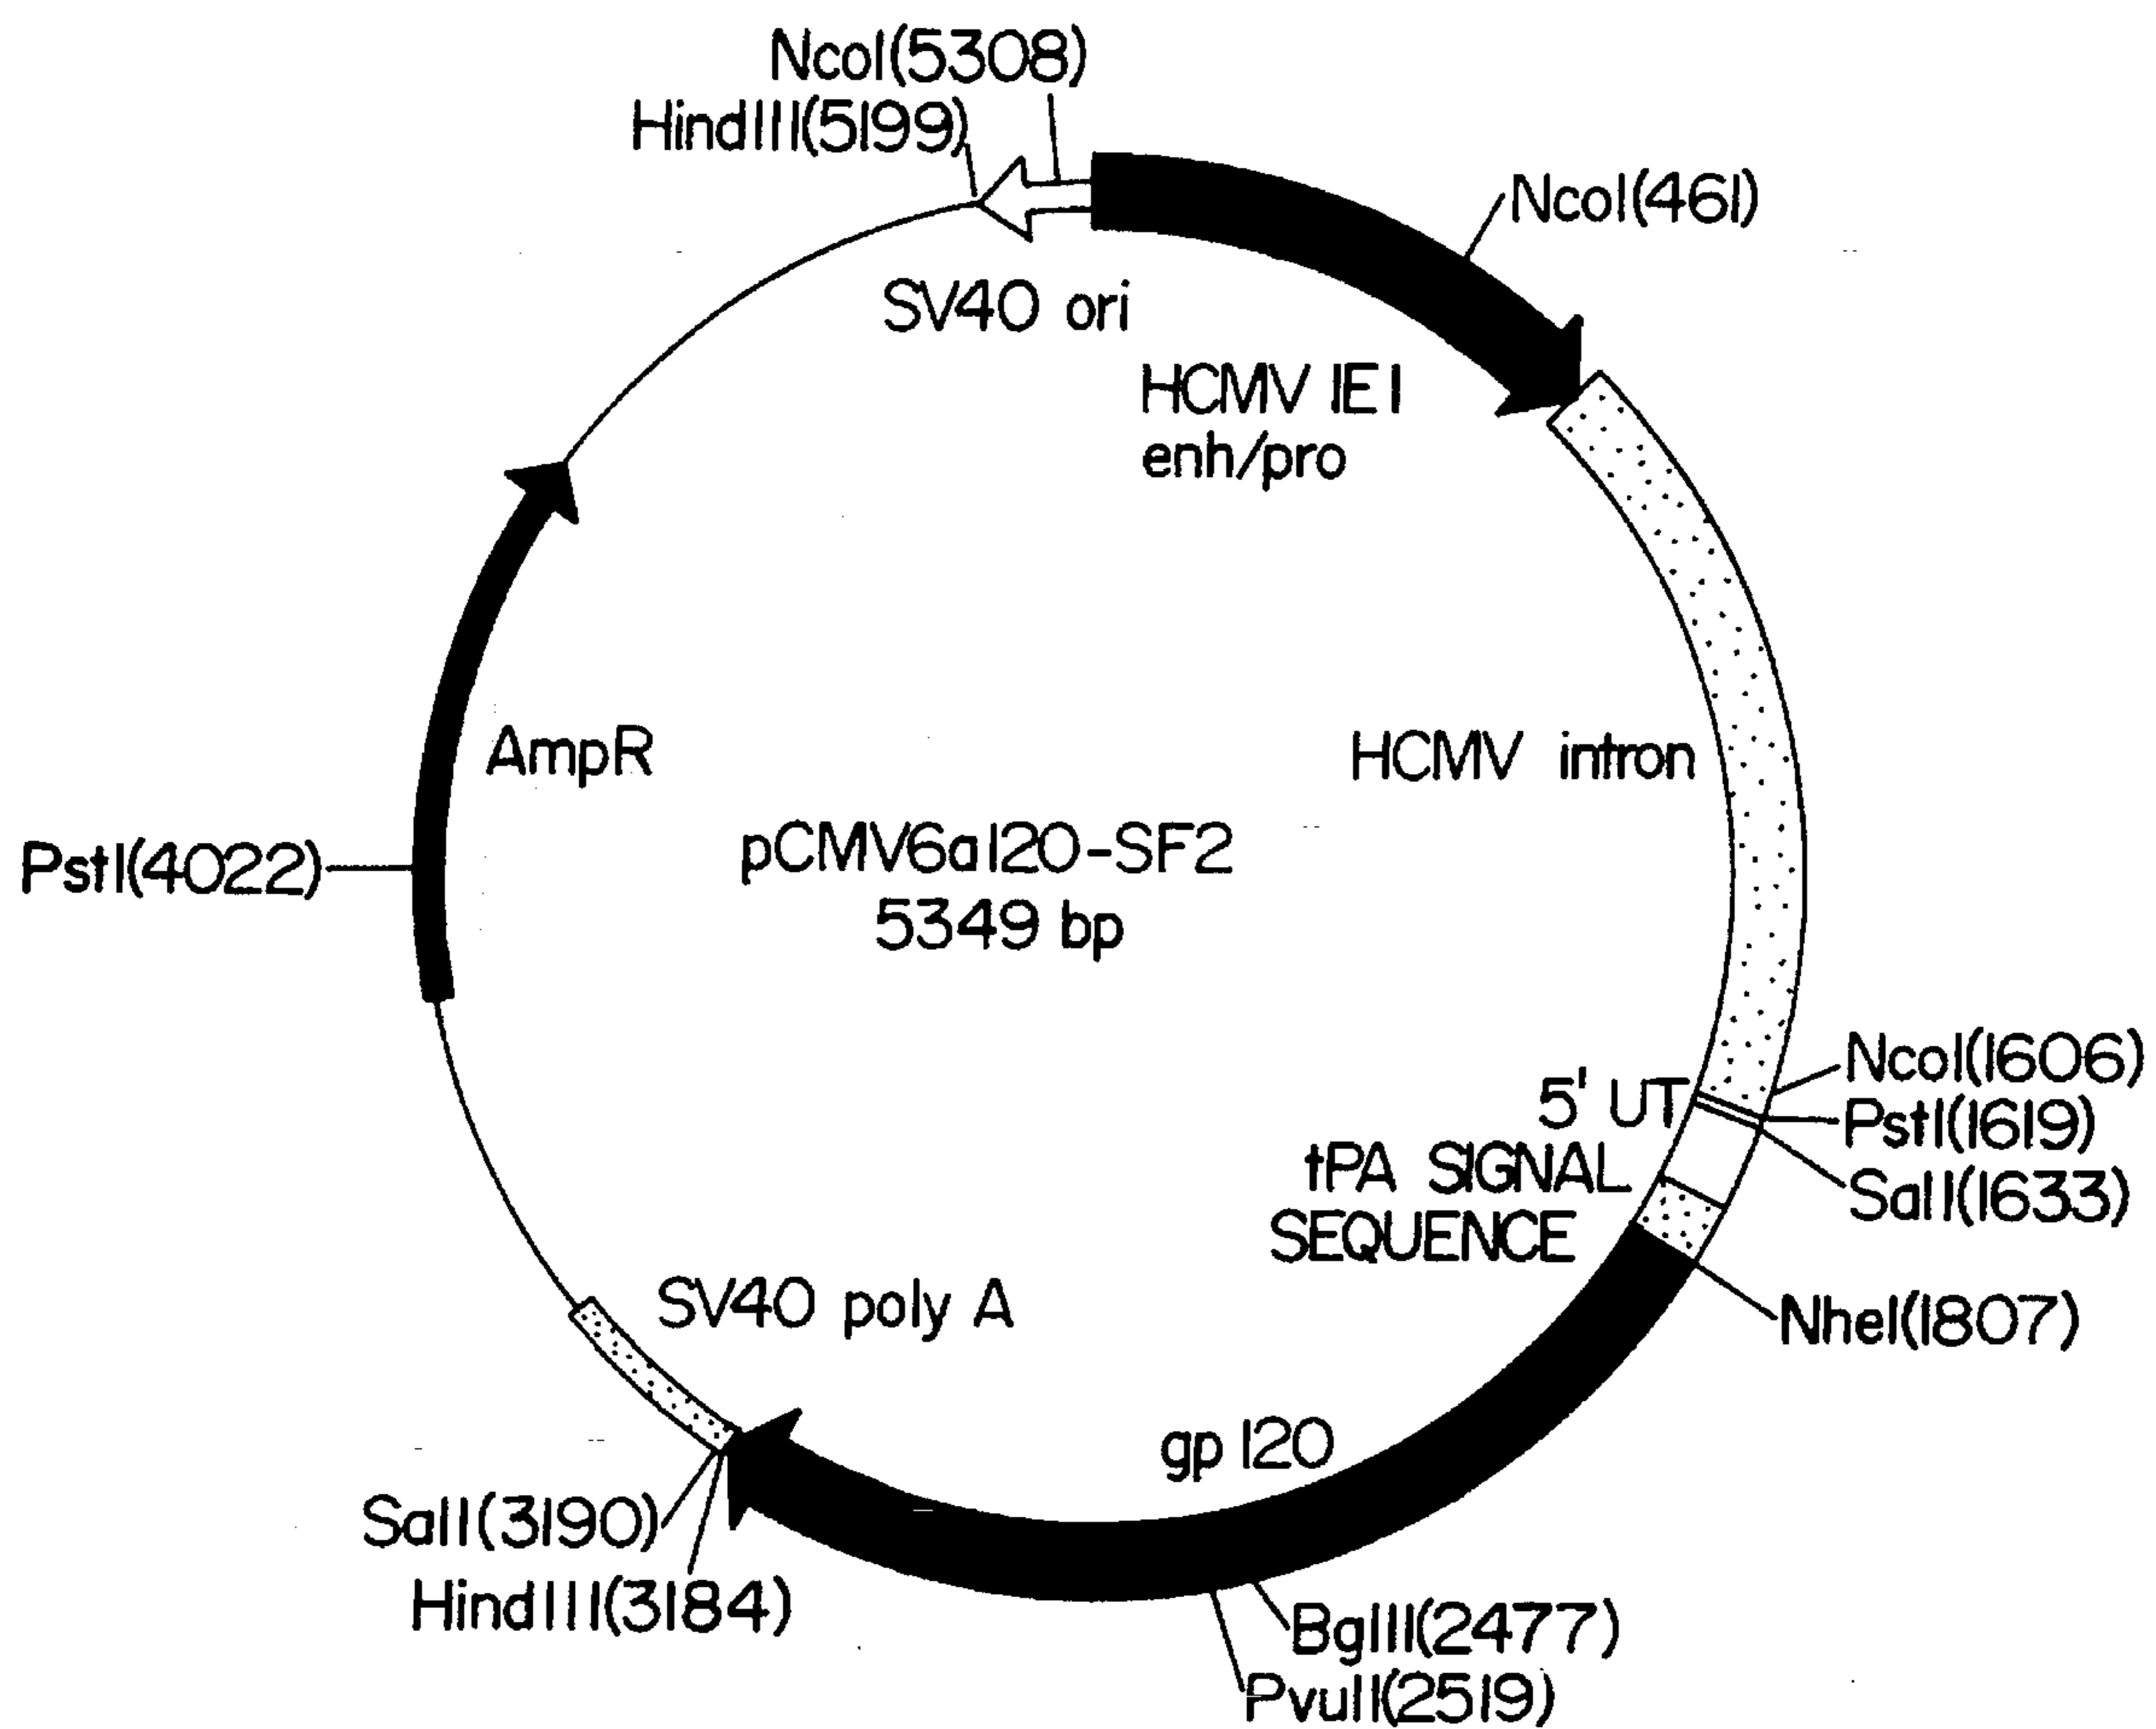 NcoI(5308)
HindIII(5199)
NcoI(461)
SV40 ori
HCMV IE1
enh/pro
AmpR
HCMV intron
PstI(4022)
pCMV6a120-SF2
5349 bp
NcoI(1606)
5' UT
PstI(1619)
tPA SIGNAL
SEQUENCE
SalI(1633)
NheI(1807)
SV40 poly A
gp 120
SalI(3190)
HindIII(3184)
BglII(2477)
PvuII(2519)